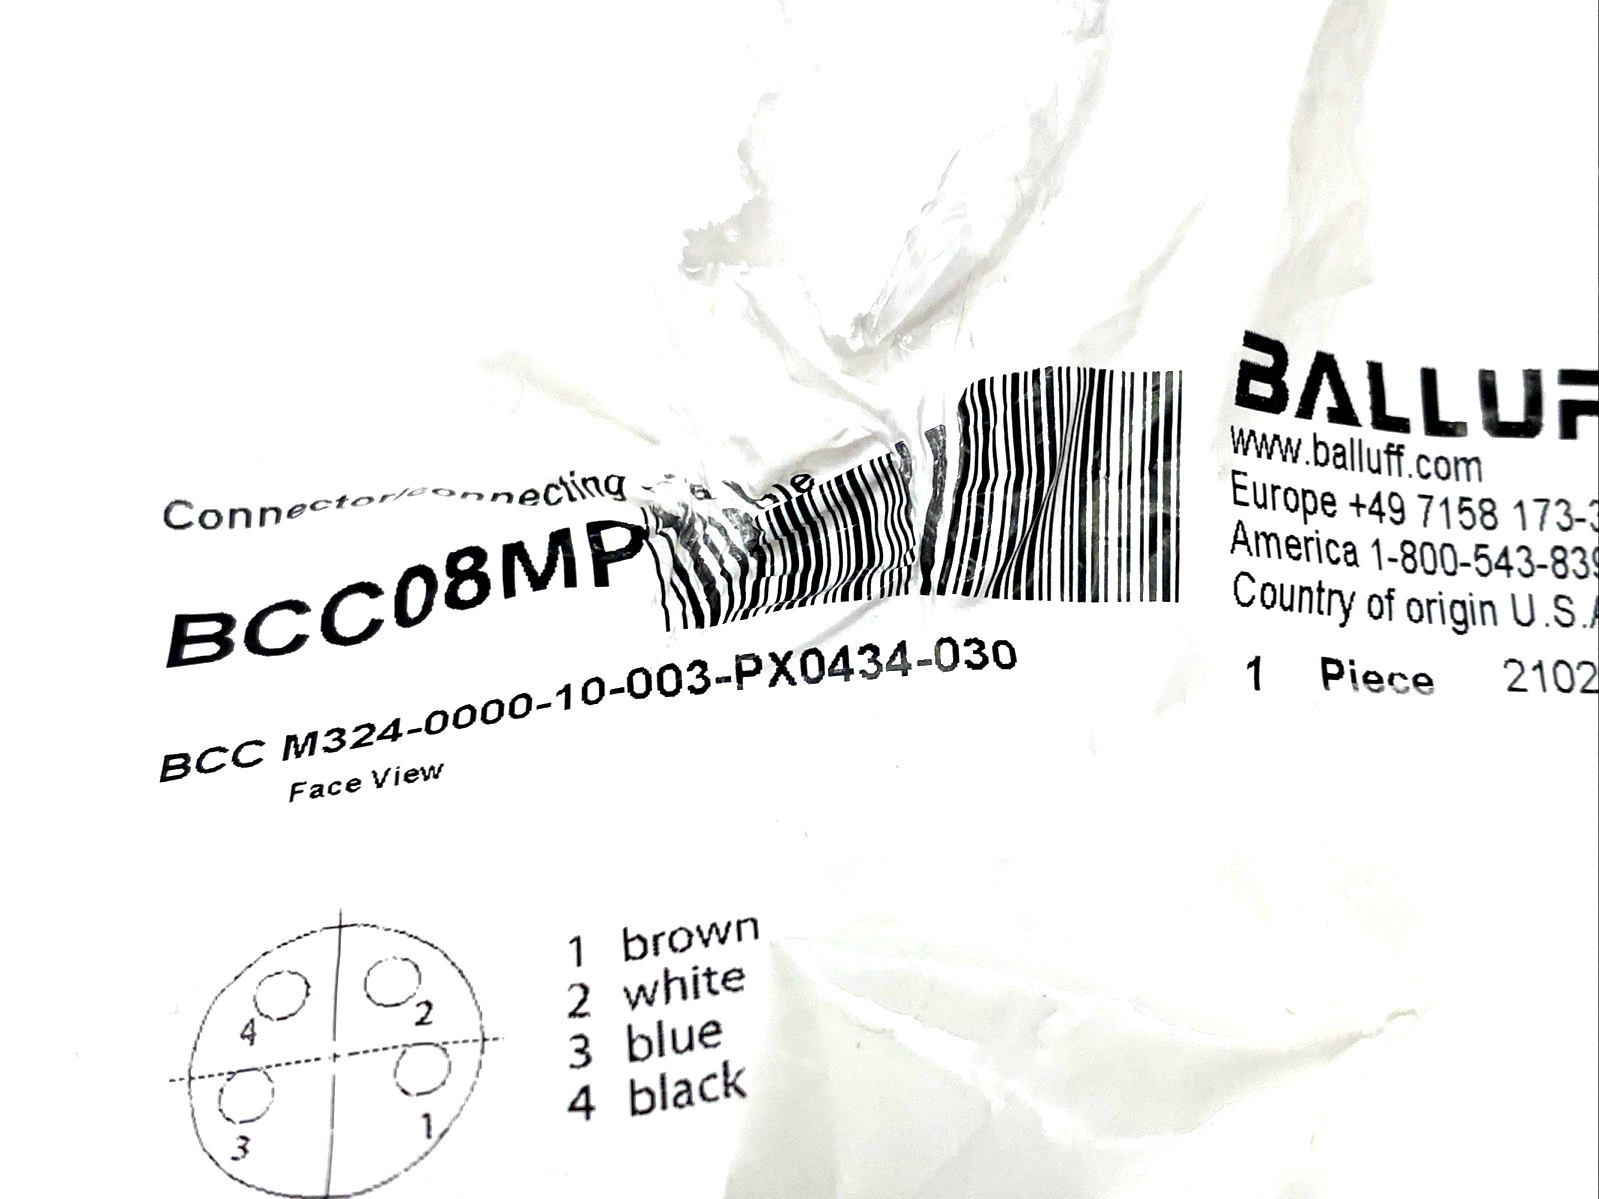 Connector/connecting
BCC08MP
BCC M324-0000-10-003-PX0434-030
Face View
BALLUF
www.balluff.com
Europe +49 7158 173-3
America 1-800-543-839
Country of origin U.S.A
1 Piece 2102
4
2
3
1
1 brown
2 white
3 blue
4 black